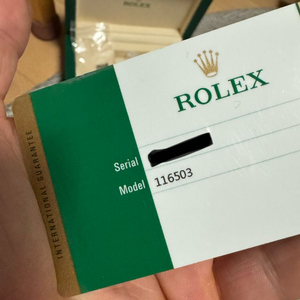 ROLEX
Serial
Model 116503
INTERNATIONAL GUARANTEE